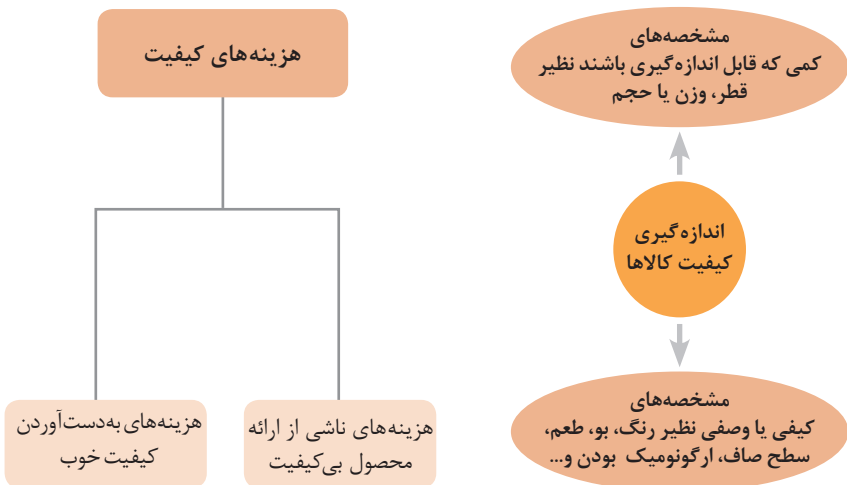 مشخصه‌های
کمی که قابل اندازه‌گیری باشند نظیر
قطر، وزن یا حجم
اندازه‌گیری
کیفیت کالاها
مشخصه‌های
کیفی یا وصفی نظیر رنگ، بو، طعم،
سطح صاف، ارگونومیک بودن و...
هزینه‌های کیفیت
هزینه‌های ناشی از ارائه
محصول بی‌کیفیت
هزینه‌های به‌دست‌آوردن
کیفیت خوب